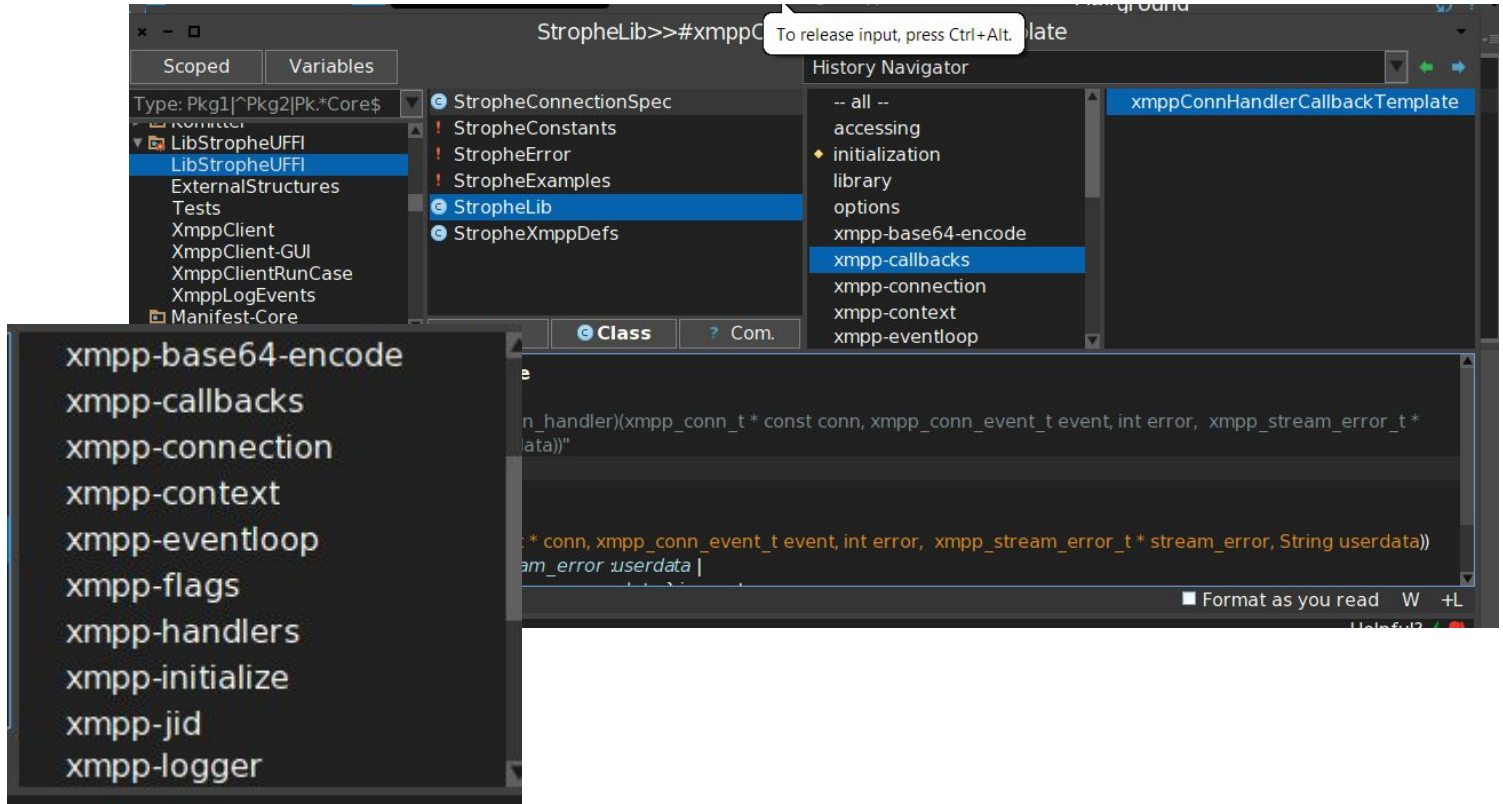 StropheLib>>#xmppC
late
To release input, press Ctrl+Alt.
Scoped
Variables
History Navigator
Type: Pkg1|^Pkg2|Pk.*Core$
Komitter
LibStropheUFFI
LibStropheUFFI
ExternalStructures
Tests
XmppClient
XmppClient-GUI
XmppClientRunCase
XmppLogEvents
Manifest-Core
StropheConnectionSpec
StropheConstants
StropheError
StropheExamples
StropheLib
StropheXmppDefs
Class
? Com.
-- all --
accessing
initialization
library
options
xmpp-base64-encode
xmpp-callbacks
xmpp-connection
xmpp-context
xmpp-eventloop
xmppConnHandlerCallbackTemplate
e
n_handler)(xmpp_conn_t * const conn, xmpp_conn_event_t event, int error,  xmpp_stream_error_t *
data))"
t * conn, xmpp_conn_event_t event, int error,  xmpp_stream_error_t * stream_error, String userdata))
am_error :userdata |
Format as you read W +L
Helpful?
xmpp-base64-encode
xmpp-callbacks
xmpp-connection
xmpp-context
xmpp-eventloop
xmpp-flags
xmpp-handlers
xmpp-initialize
xmpp-jid
xmpp-logger